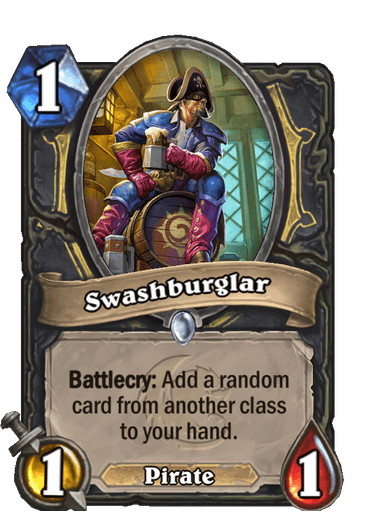 1
Swashburglar
Battlecry: Add a random
card from another class
to your hand.
1
Pirate
1